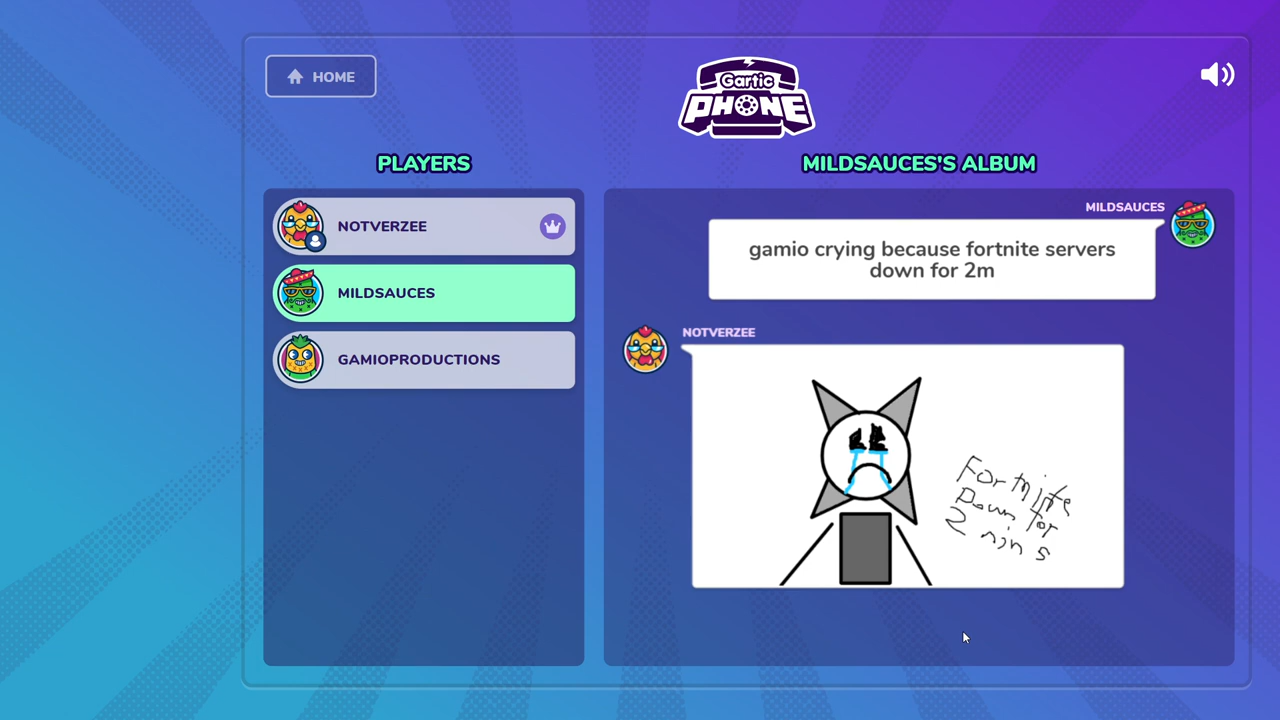 HOME
Gartic
PHONE
PLAYERS
NOTVERZEE
MILDSAUCES
GAMIOPRODUCTIONS
MILDSAUCES'S ALBUM
MILDSAUCES
gamio crying because fortnite servers
down for 2m
NOTVERZEE
Fortnite
Down for
2 mins